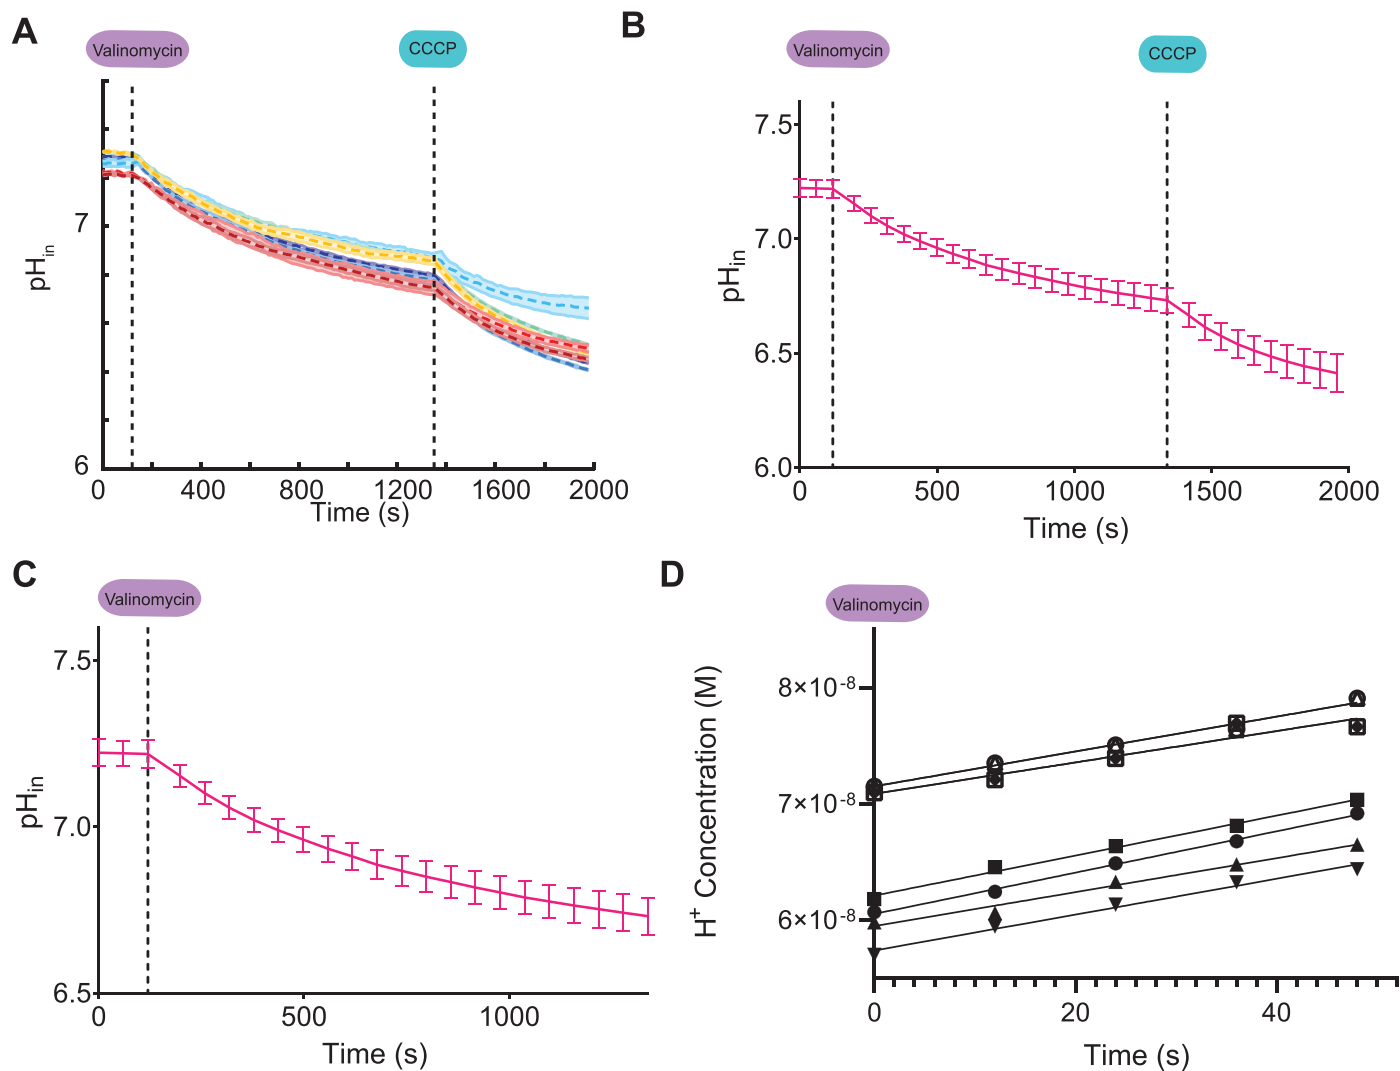 A
Valinomycin
CCCP
7
6
pHin
0
400
800
1200
1600
2000
Time (s)
B
Valinomycin
CCCP
7.5
7.0
6.5
6.0
pHin
0
500
1000
1500
2000
Time (s)
C
Valinomycin
7.5
7.0
6.5
pHin
0
500
1000
Time (s)
D
Valinomycin
8×10-8
7×10-8
6×10-8
H+ Concentration (M)
0
20
40
Time (s)